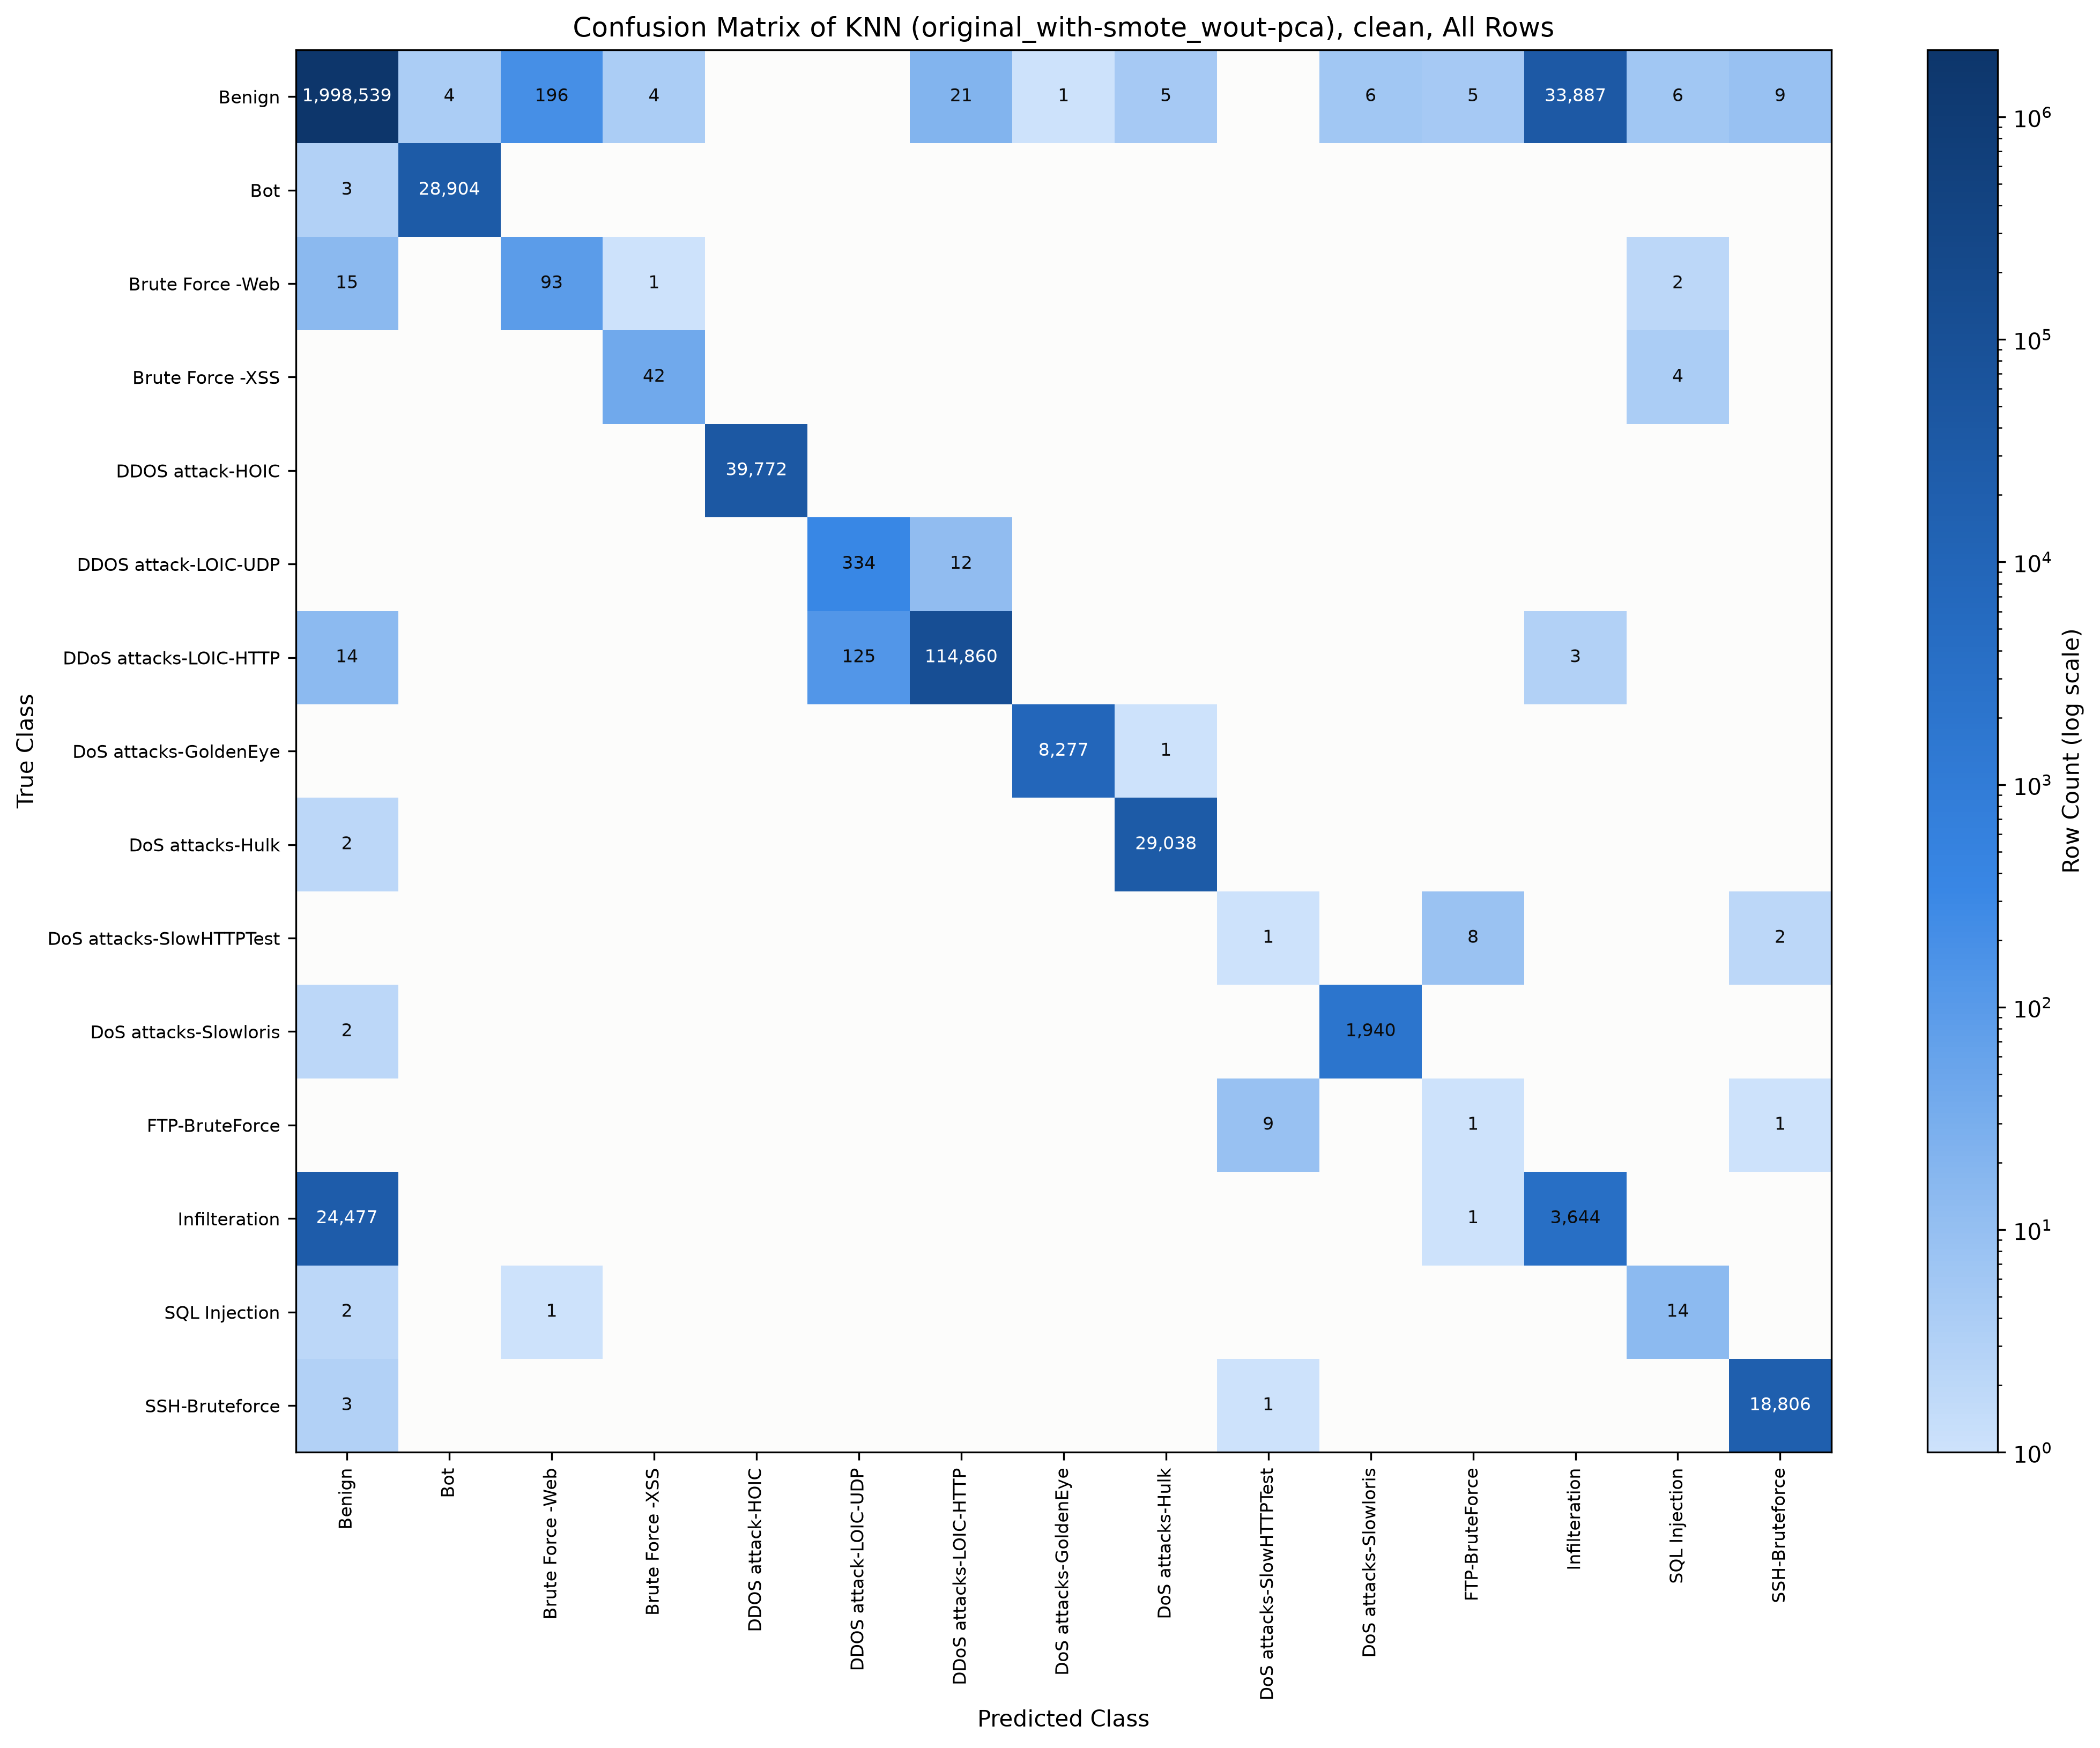 Confusion Matrix of KNN (original_with-smote_wout-pca), clean, All Rows
True Class
Benign 1,998,539 4 196 4 21 1 5 6 5 33,887 6 9
Bot 3 28,904
Brute Force -Web 15 93 1 2
Brute Force -XSS 42 4
DDOS attack-HOIC 39,772
DDOS attack-LOIC-UDP 334 12
DDoS attacks-LOIC-HTTP 14 125 114,860 3
DoS attacks-GoldenEye 8,277 1
DoS attacks-Hulk 2 29,038
DoS attacks-SlowHTTPTest 1 8 2
DoS attacks-Slowloris 2 1,940
FTP-BruteForce 9 1 1
Infilteration 24,477 1 3,644
SQL Injection 2 1 14
SSH-Bruteforce 3 1 18,806
Benign
Bot
Brute Force -Web
Brute Force -XSS
DDOS attack-HOIC
DDOS attack-LOIC-UDP
DDoS attacks-LOIC-HTTP
DoS attacks-GoldenEye
DoS attacks-Hulk
DoS attacks-SlowHTTPTest
DoS attacks-Slowloris
FTP-BruteForce
Infilteration
SQL Injection
SSH-Bruteforce
Predicted Class
10⁶
10⁵
10⁴
10³
10²
10¹
10⁰
Row Count (log scale)